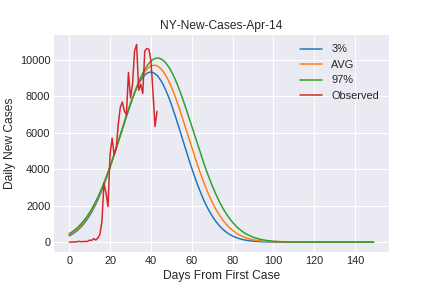 NY-New-Cases-Apr-14
3%
AVG
97%
Observed
Daily New Cases
10000
8000
6000
4000
2000
0
0 20 40 60 80 100 120 140
Days From First Case